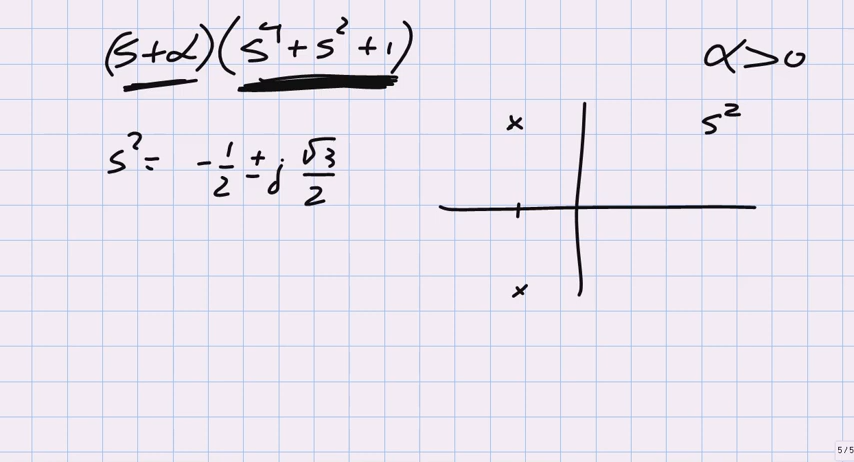 (s+α)(s⁴+s²+1)
α>0
s²
s² = -1/2 ± j √3/2
5/5